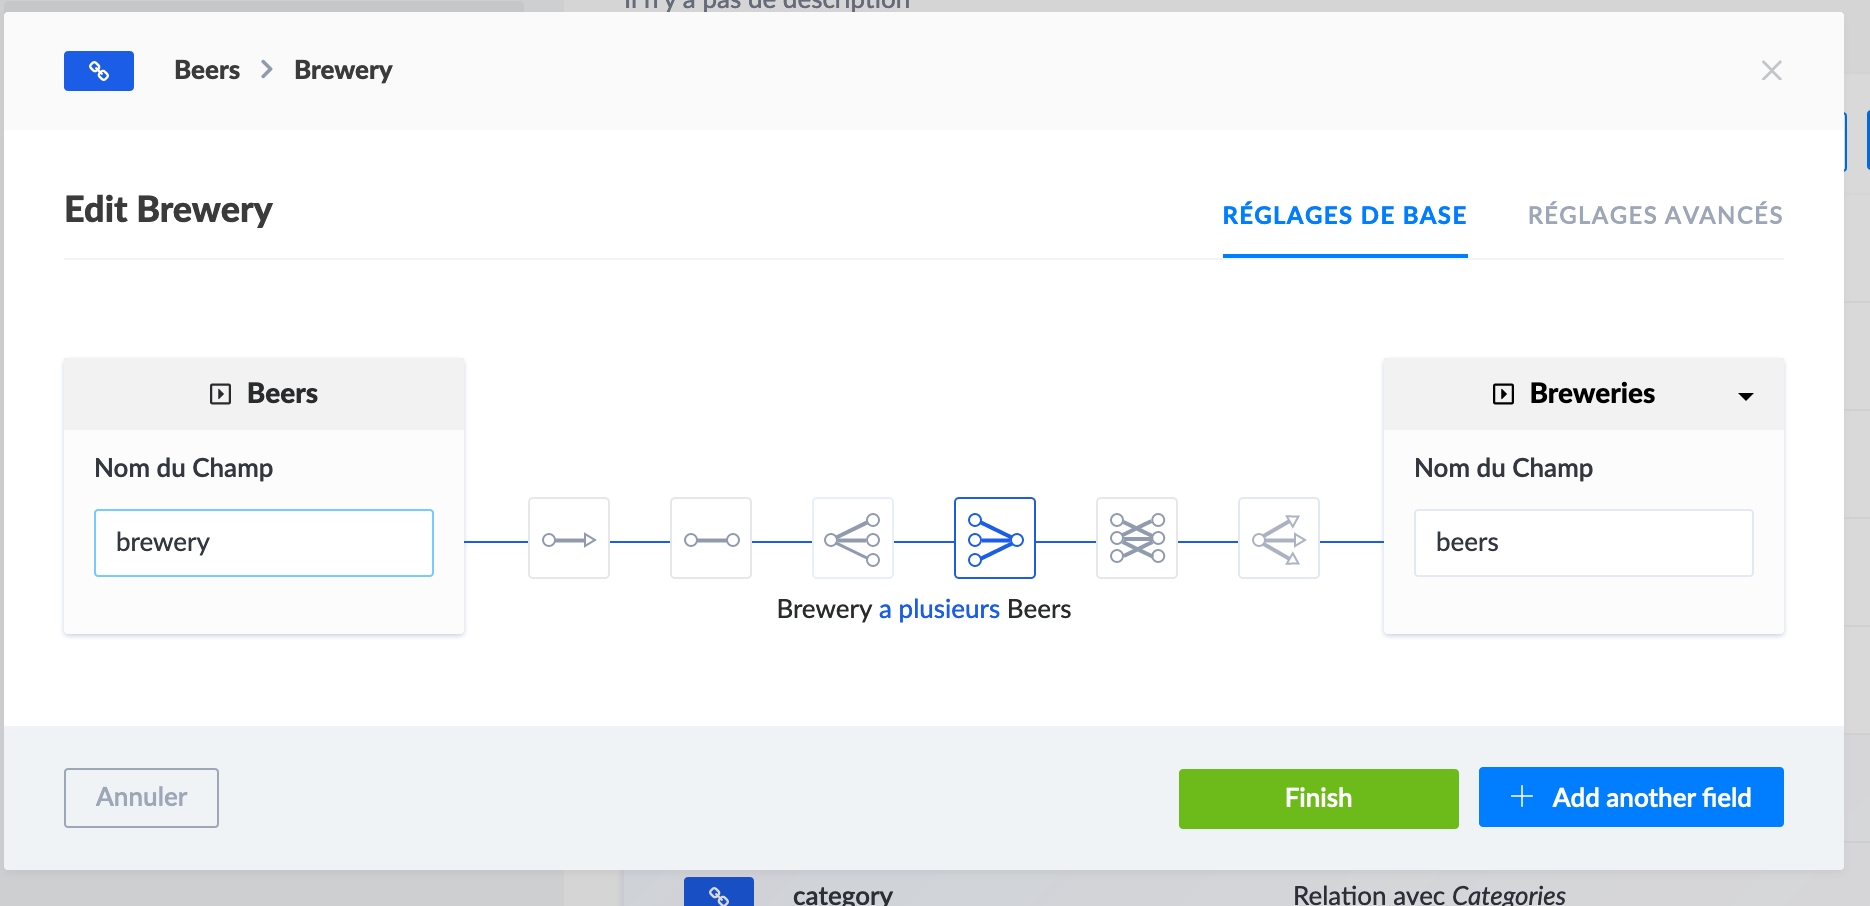 il n'y a pas de description
Beers > Brewery
Edit Brewery
RÉGLAGES DE BASE
RÉGLAGES AVANCÉS
Beers
Nom du Champ
brewery
Brewery a plusieurs Beers
Breweries
Nom du Champ
beers
Annuler
Finish
+ Add another field
category
Relation avec Categories